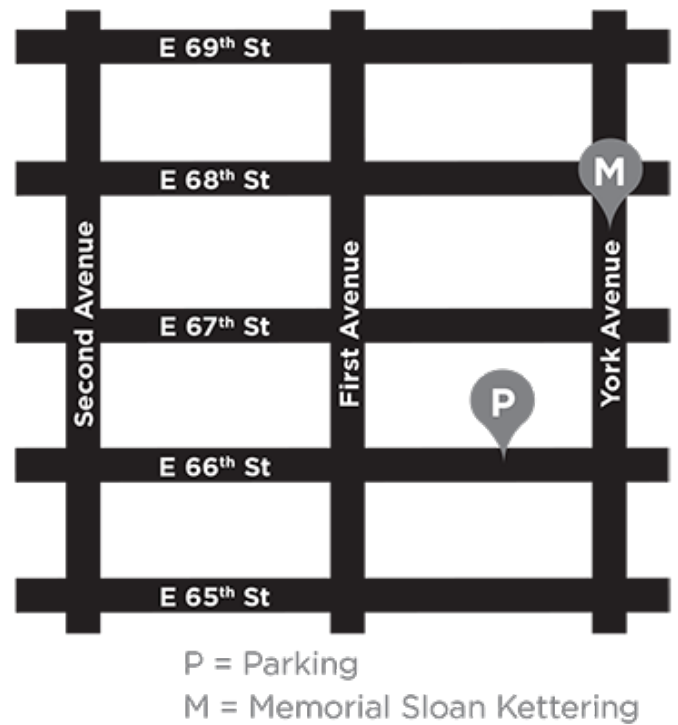 E 69th St
E 68th St
M
Second Avenue
First Avenue
York Avenue
E 67th St
P
E 66th St
E 65th St
P = Parking
M = Memorial Sloan Kettering